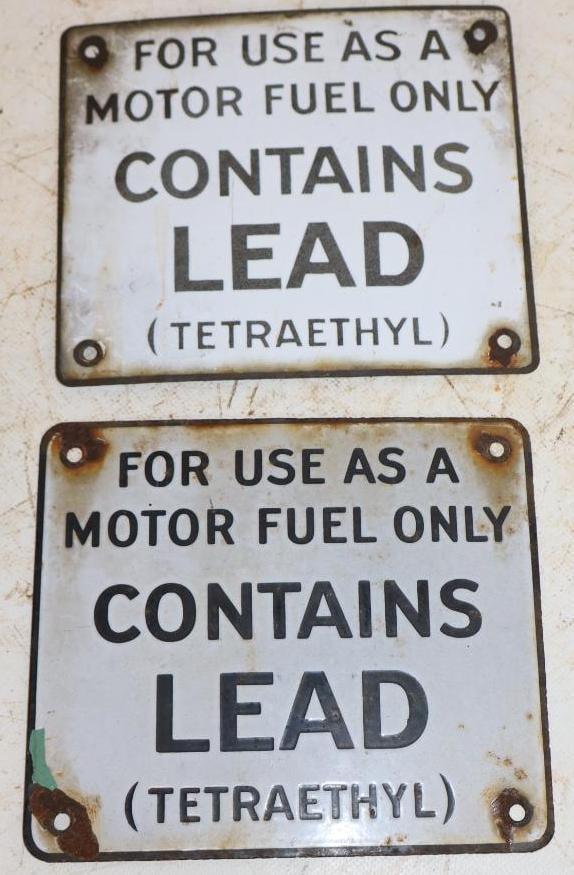 FOR USE AS A
MOTOR FUEL ONLY
CONTAINS
LEAD
(TETRAETHYL)
FOR USE AS A
MOTOR FUEL ONLY
CONTAINS
LEAD
(TETRAETHYL)